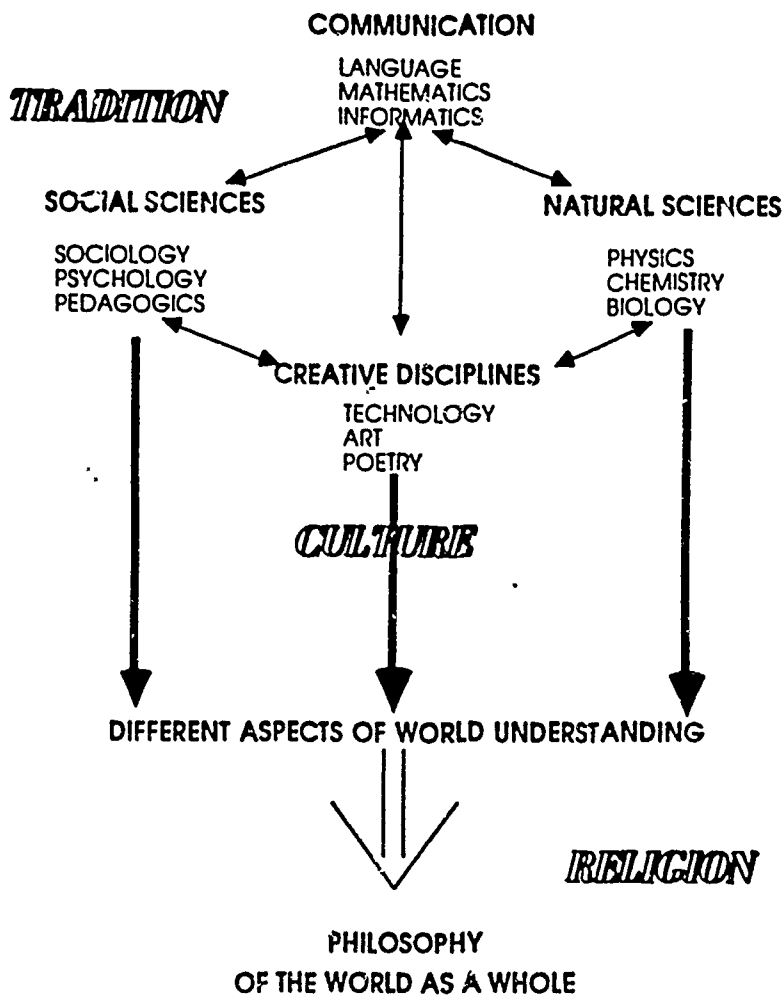 COMMUNICATION
LANGUAGE
MATHEMATICS
INFORMATICS
TRADITION
SOCIAL SCIENCES
SOCIOLOGY
PSYCHOLOGY
PEDAGOGICS
NATURAL SCIENCES
PHYSICS
CHEMISTRY
BIOLOGY
CREATIVE DISCIPLINES
TECHNOLOGY
ART
POETRY
CULTURE
DIFFERENT ASPECTS OF WORLD UNDERSTANDING
RELIGION
PHILOSOPHY
OF THE WORLD AS A WHOLE